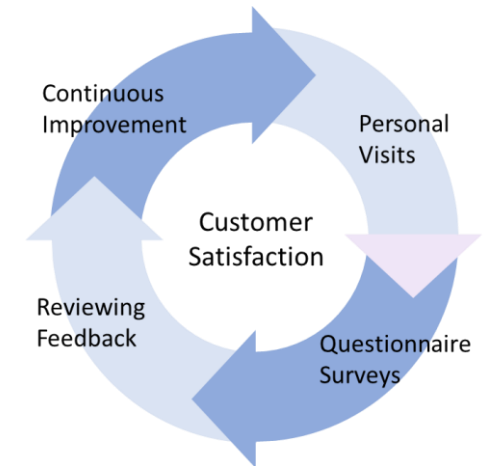 Continuous
Improvement
Personal
Visits
Customer
Satisfaction
Reviewing
Feedback
Questionnaire
Surveys